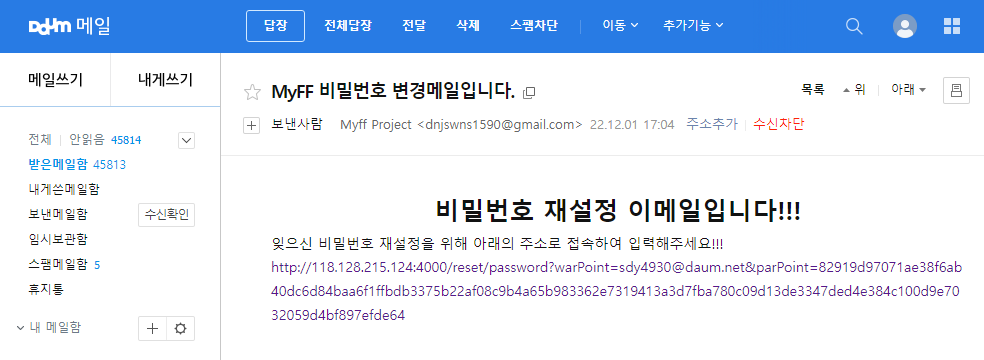 Daum 메일
답장 전체답장 전달 삭제 스팸차단 이동 추가기능
메일쓰기 내게쓰기
전체 안읽음 45814
받은메일함 45813
내게쓴메일함
보낸메일함 수신확인
임시보관함
스팸메일함 5
휴지통
내 메일함
MyFF 비밀번호 변경메일입니다.
목록 위 아래
보낸사람 Myff Project <dnjswns1590@gmail.com> 22.12.01 17:04 주소추가 수신차단
비밀번호 재설정 이메일입니다!!!
잊으신 비밀번호 재설정을 위해 아래의 주소로 접속하여 입력해주세요!!!
http://118.128.215.124:4000/reset/password?warPoint=sdy4930@daum.net&parPoint=82919d97071ae38f6ab
40dc6d84baa6f1ffbdb3375b22af08c9b4a65b983362e7319413a3d7fba780c09d13de3347ded4e384c100d9e70
32059d4bf897efde64